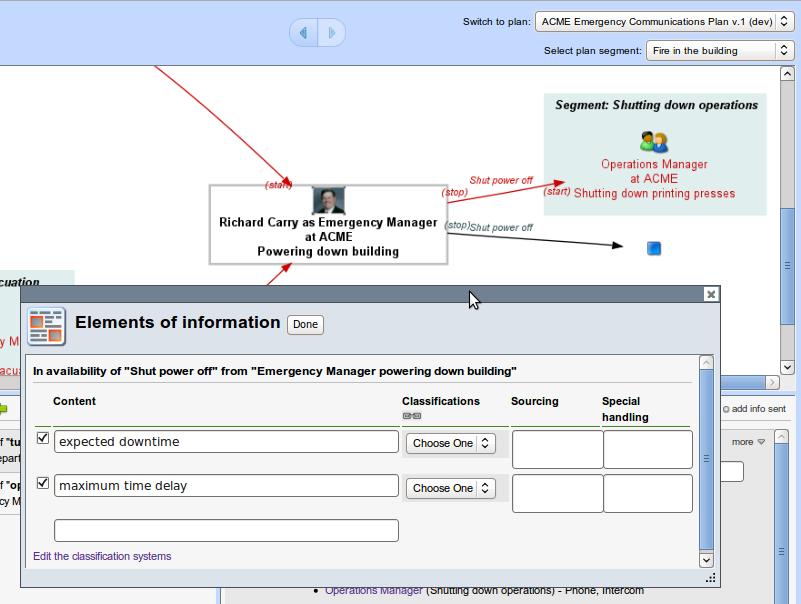 Switch to plan: ACME Emergency Communications Plan v.1 (dev)
Select plan segment: Fire in the building
Segment: Shutting down operations
Operations Manager
at ACME
Shutting down printing presses
(start)
(stop)
Shut power off
(start)
Richard Carry as Emergency Manager
at ACME
Powering down building
(stop)
Shut power off
cuation
y M
acua
Elements of information
Done
In availability of "Shut power off" from "Emergency Manager powering down building"
Content
Classifications
Sourcing
Special
handling
expected downtime
Choose One
maximum time delay
Choose One
Edit the classification systems
add info sent
more
f "tu
epart
f "op
cy M
Operations Manager (Shutting down operations) - Phone, Intercom